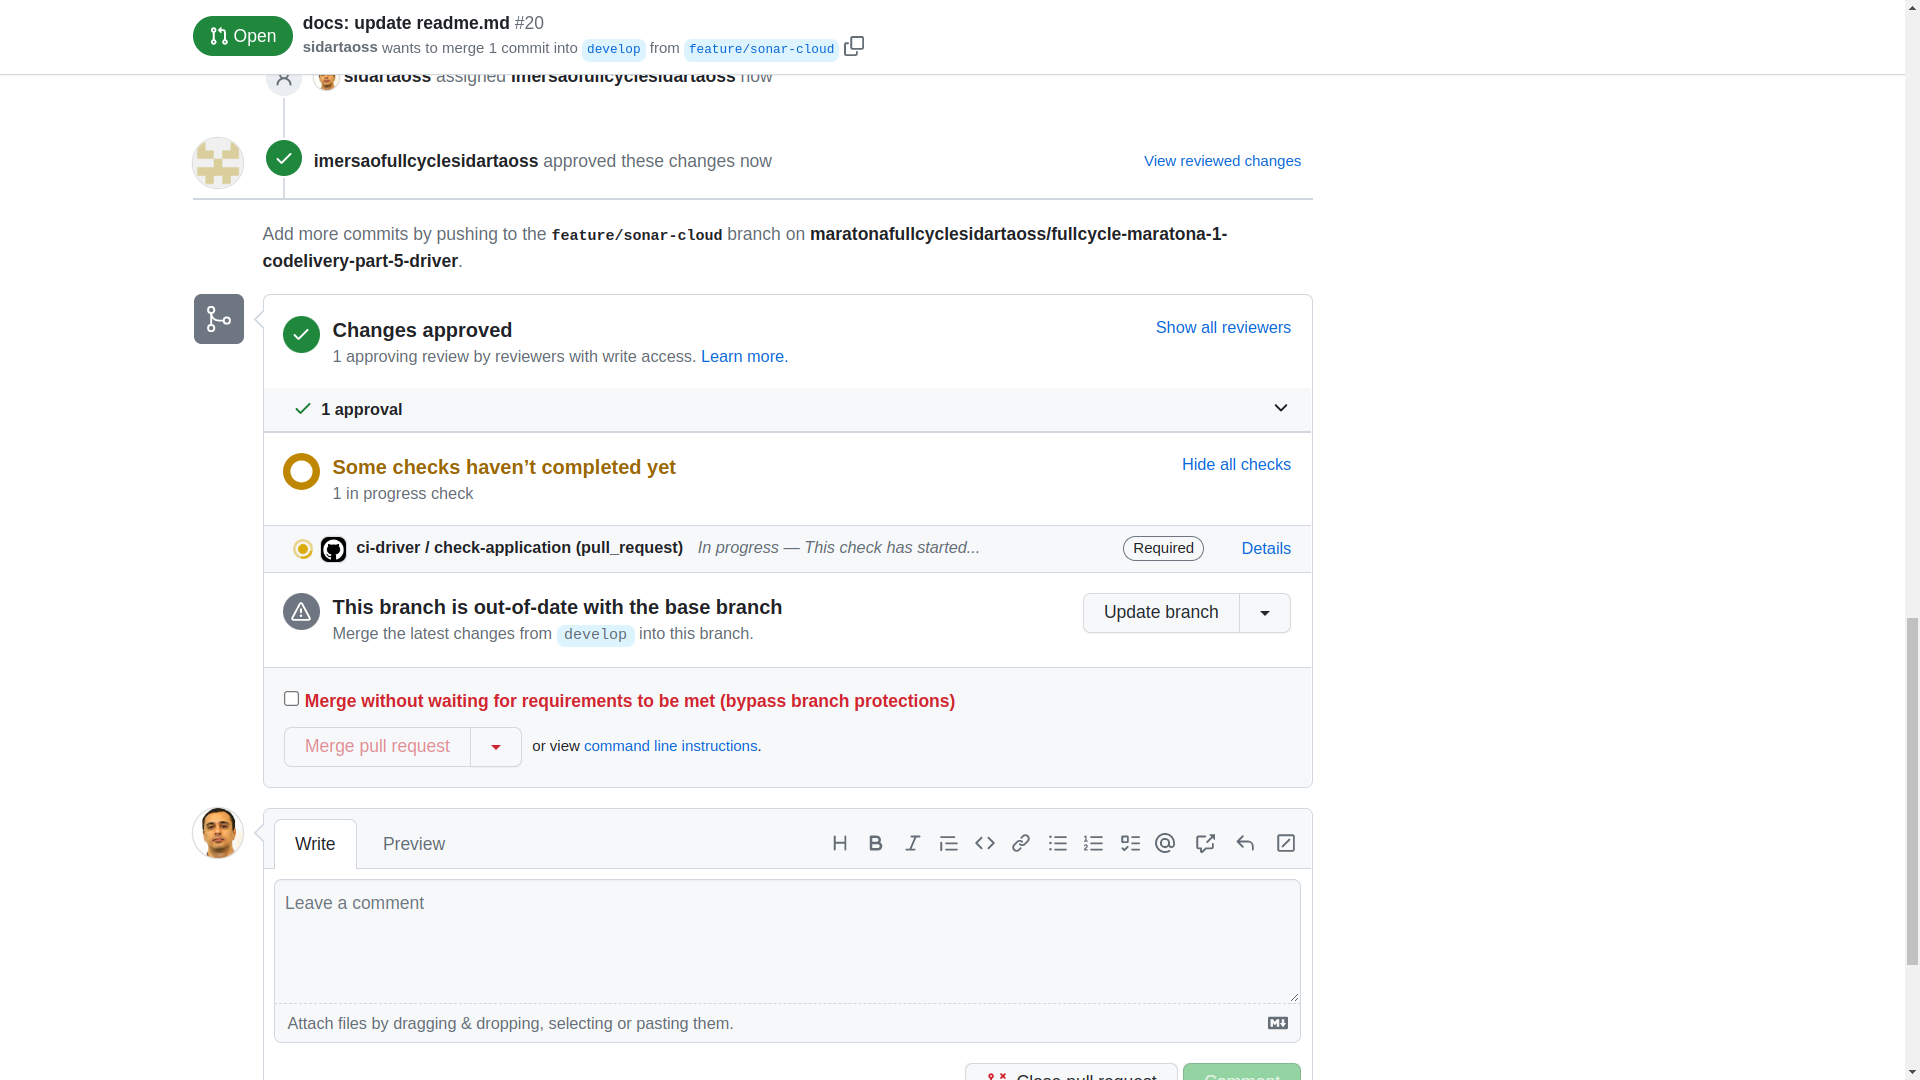 Open
docs: update readme.md #20
sidartaoss wants to merge 1 commit into develop from feature/sonar-cloud
sidartaoss assigned imersaofullcyclesidartaoss now
imersaofullcyclesidartaoss approved these changes now
View reviewed changes
Add more commits by pushing to the feature/sonar-cloud branch on maratonafullcyclesidartaoss/fullcycle-maratona-1-
codelivery-part-5-driver.
Changes approved
Show all reviewers
1 approving review by reviewers with write access. Learn more.
1 approval
Some checks haven’t completed yet
Hide all checks
1 in progress check
ci-driver / check-application (pull_request) In progress — This check has started...
Required
Details
This branch is out-of-date with the base branch
Update branch
Merge the latest changes from develop into this branch.
Merge without waiting for requirements to be met (bypass branch protections)
Merge pull request
or view command line instructions.
Write
Preview
Leave a comment
Attach files by dragging & dropping, selecting or pasting them.
Close pull request
Comment